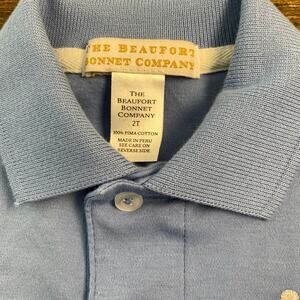 THE BEAUFORT
BONNET COMPANY
THE
BEAUFORT
BONNET
COMPANY
2T
100% PIMA COTTON
MADE IN PERU
SEE CARE ON
REVERSE SIDE